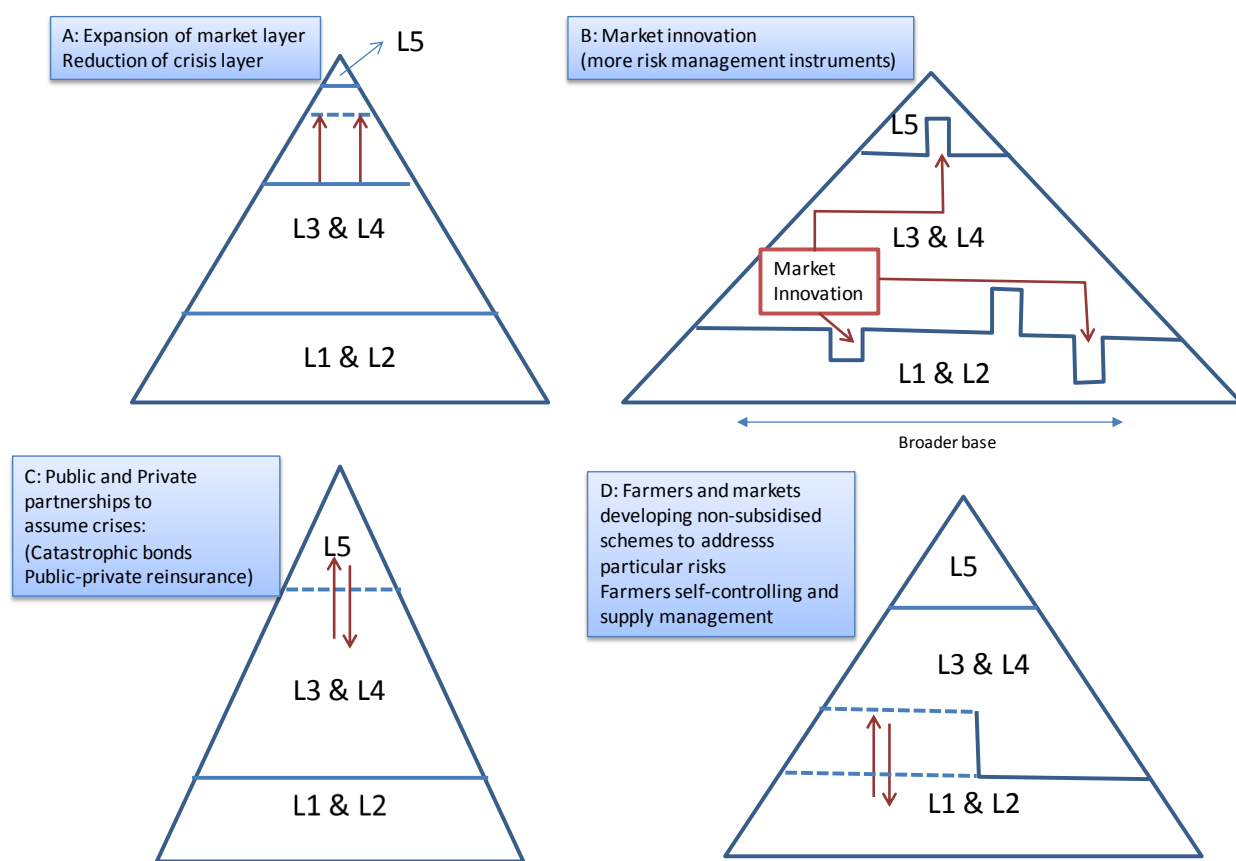 A: Expansion of market layer
Reduction of crisis layer
L5
L3 & L4
L1 & L2
B: Market innovation
(more risk management instruments)
L5
L3 & L4
Market
Innovation
L1 & L2
Broader base
C: Public and Private
partnerships to
assume crises:
(Catastrophic bonds
Public-private reinsurance)
L5
L3 & L4
L1 & L2
D: Farmers and markets
developing non-subsidised
schemes to addresss
particular risks
Farmers self-controlling and
supply management
L5
L3 & L4
L1 & L2